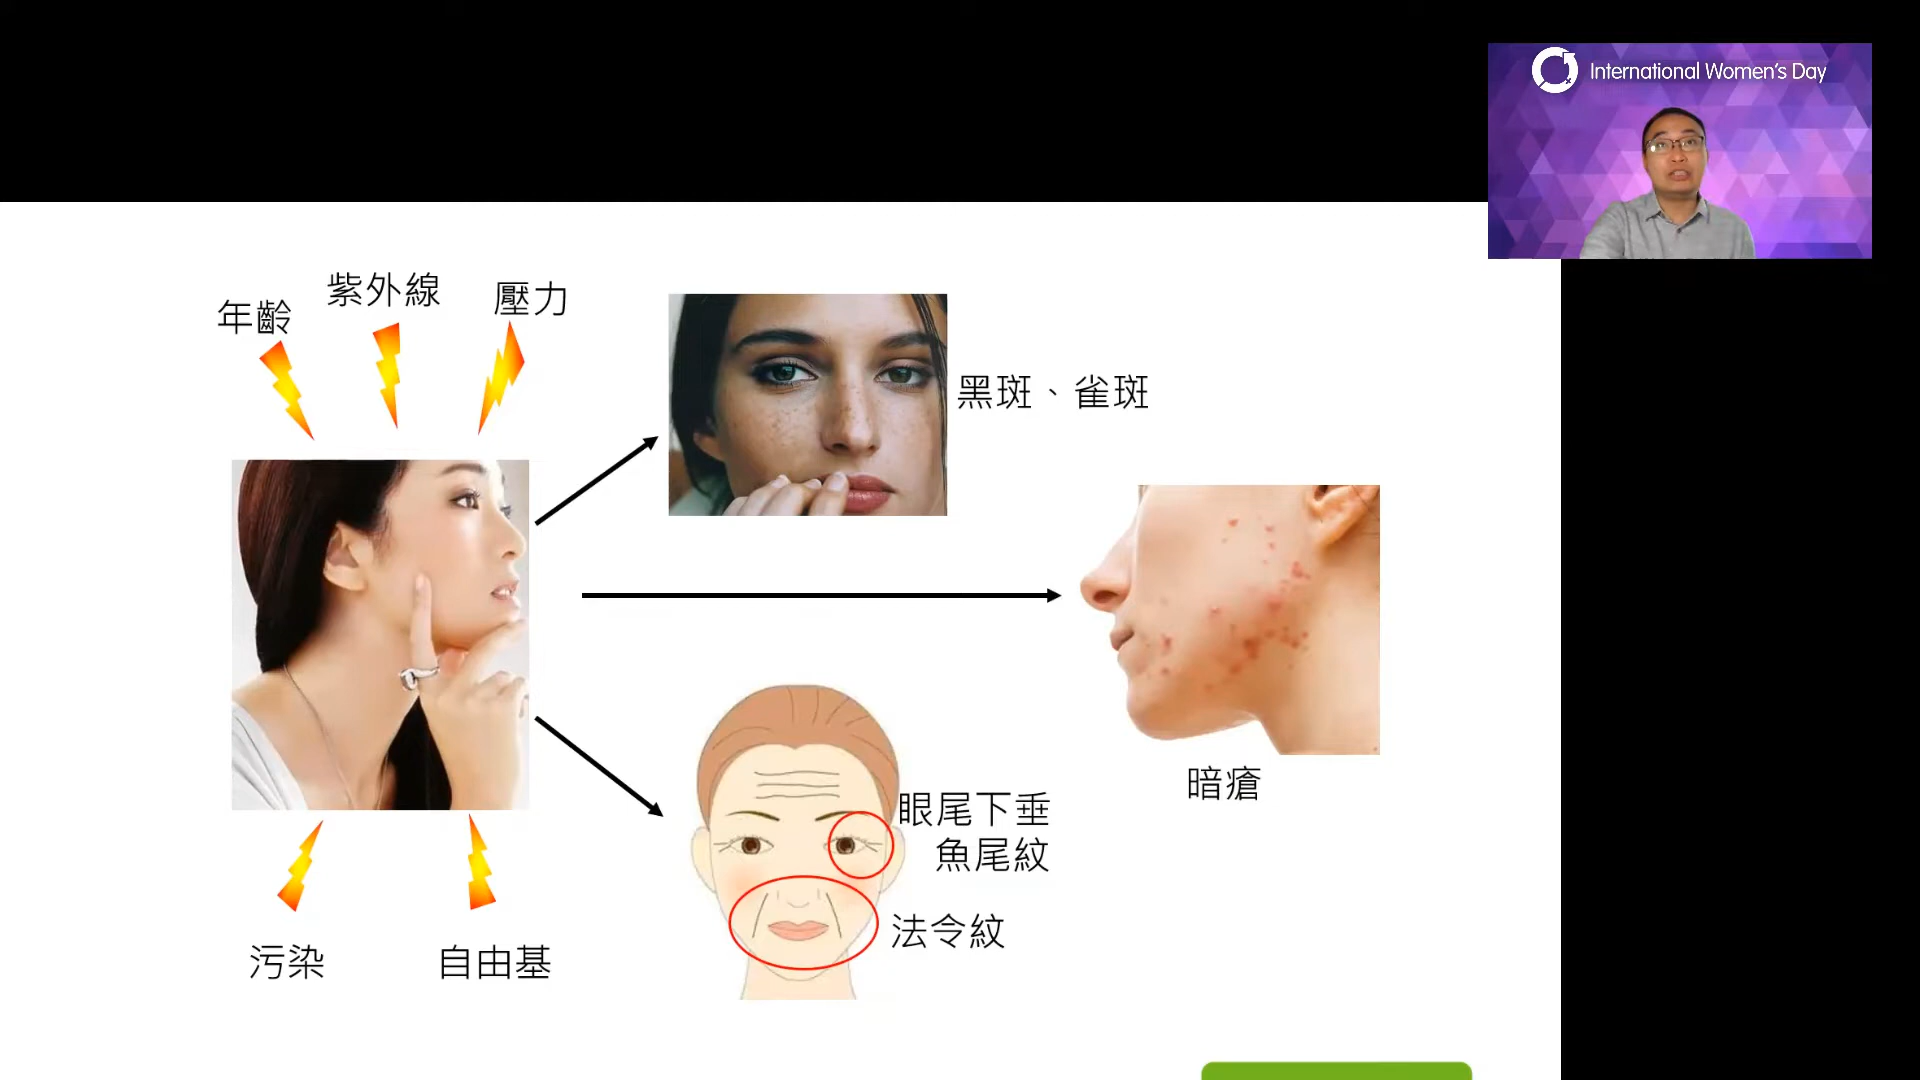 International Women's Day
年齡
紫外線
壓力
黑斑、雀斑
暗瘡
眼尾下垂
魚尾紋
法令紋
污染
自由基